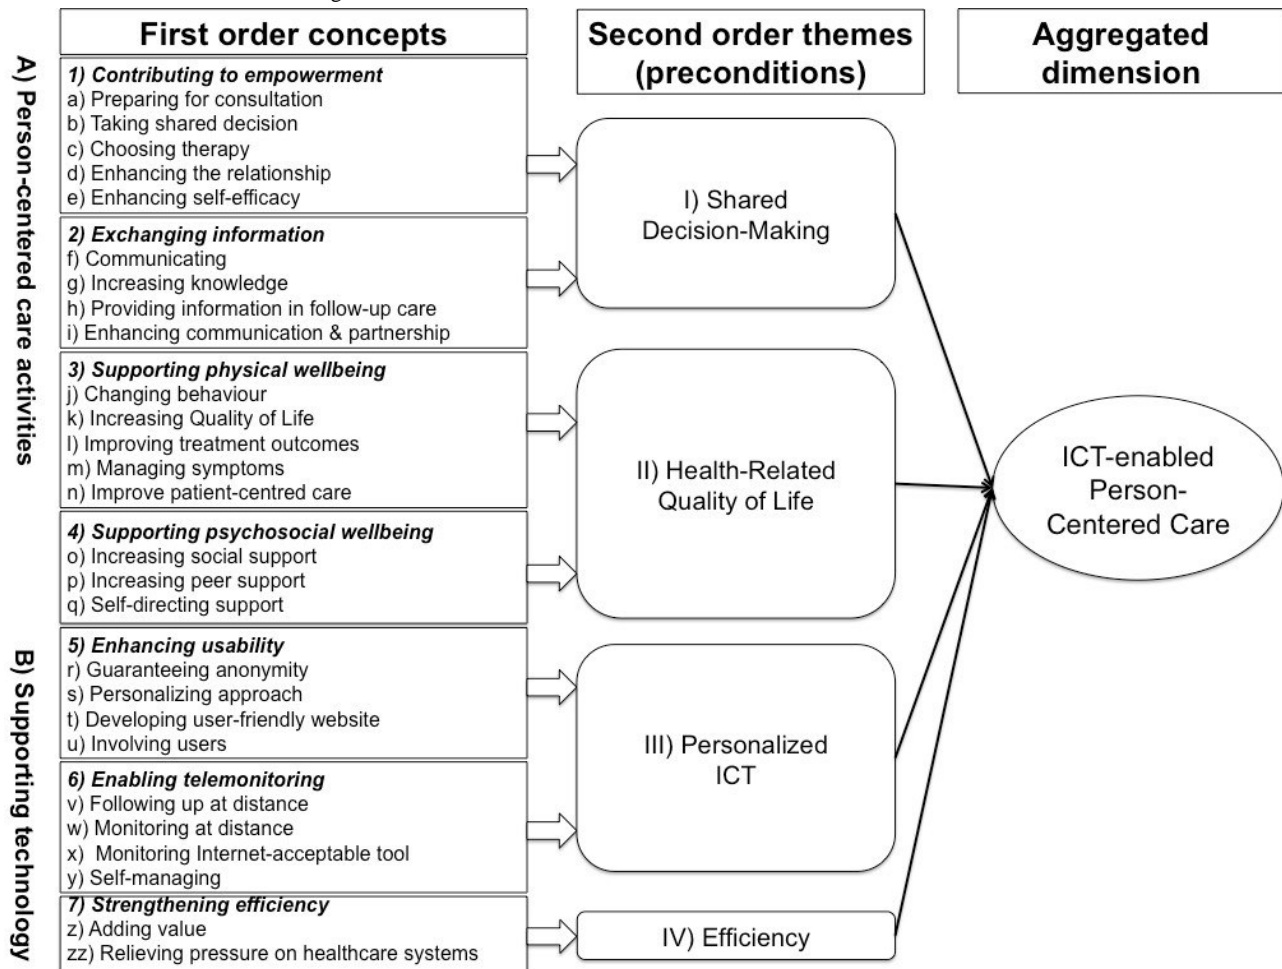 First order concepts
Second order themes
(preconditions)
Aggregated
dimension
A) Person-centered care activities
1) Contributing to empowerment
a) Preparing for consultation
b) Taking shared decision
c) Choosing therapy
d) Enhancing the relationship
e) Enhancing self-efficacy
2) Exchanging information
f) Communicating
g) Increasing knowledge
h) Providing information in follow-up care
i) Enhancing communication & partnership
3) Supporting physical wellbeing
j) Changing behaviour
k) Increasing Quality of Life
l) Improving treatment outcomes
m) Managing symptoms
n) Improve patient-centred care
4) Supporting psychosocial wellbeing
o) Increasing social support
p) Increasing peer support
q) Self-directing support
B) Supporting technology
5) Enhancing usability
r) Guaranteeing anonymity
s) Personalizing approach
t) Developing user-friendly website
u) Involving users
6) Enabling telemonitoring
v) Following up at distance
w) Monitoring at distance
x) Monitoring Internet-acceptable tool
y) Self-managing
7) Strengthening efficiency
z) Adding value
zz) Relieving pressure on healthcare systems
I) Shared
Decision-Making
II) Health-Related
Quality of Life
III) Personalized
ICT
IV) Efficiency
ICT-enabled
Person-
Centered Care